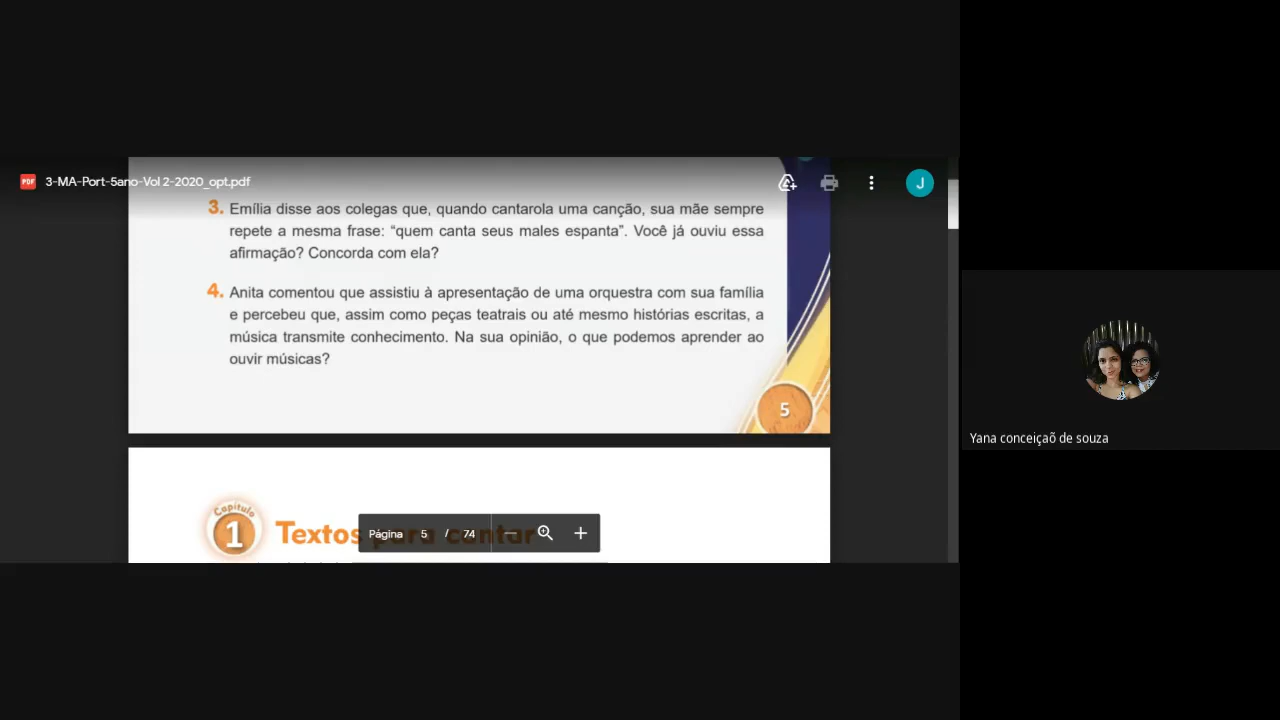 PDF
3-MA-Port-5ano-Vol 2-2020_opt.pdf
J
3. Emília disse aos colegas que, quando cantarola uma canção, sua mãe sempre
repete a mesma frase: “quem canta seus males espanta”. Você já ouviu essa
afirmação? Concorda com ela?
4. Anita comentou que assistiu à apresentação de uma orquestra com sua família
e percebeu que, assim como peças teatrais ou até mesmo histórias escritas, a
música transmite conhecimento. Na sua opinião, o que podemos aprender ao
ouvir músicas?
5
Capítulo
1 Textos para cantar
Página 5 / 74
Yana conceiçaõ de souza